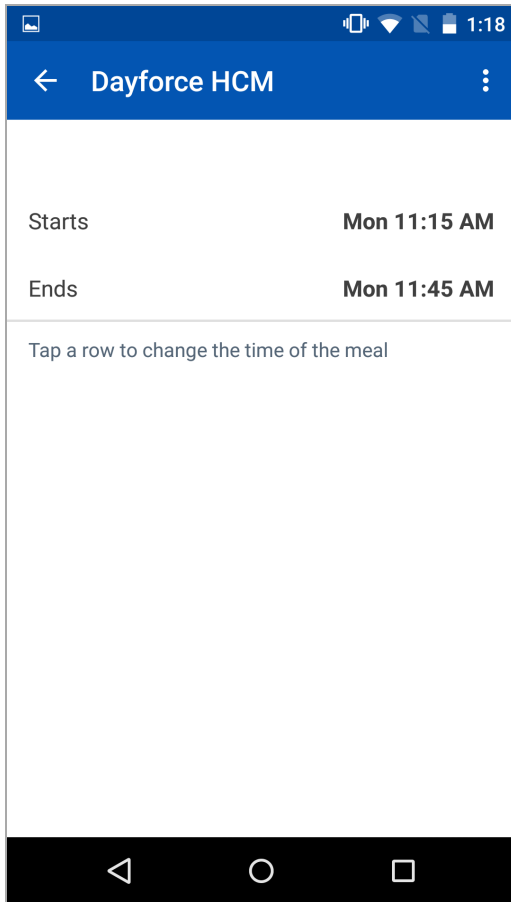 1:18
Dayforce HCM
Starts Mon 11:15 AM
Ends Mon 11:45 AM
Tap a row to change the time of the meal